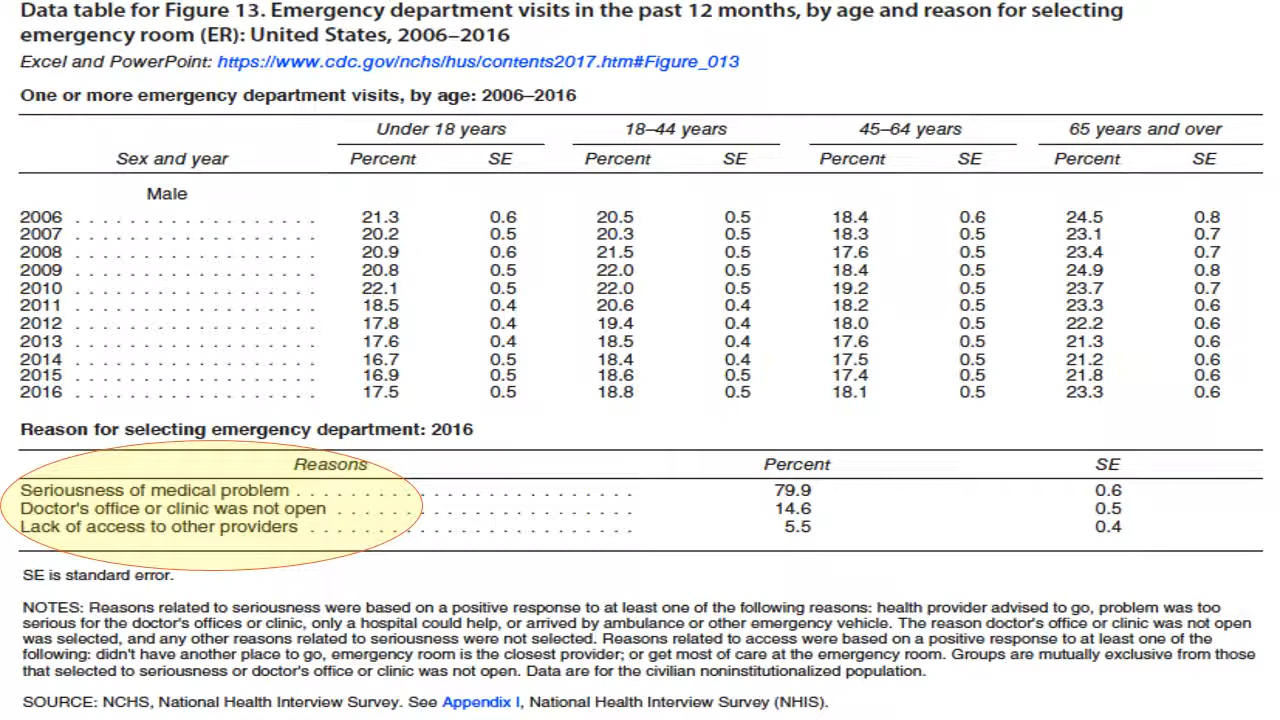 Data table for Figure 13. Emergency department visits in the past 12 months, by age and reason for selecting
emergency room (ER): United States, 2006–2016
Excel and PowerPoint: https://www.cdc.gov/nchs/hus/contents2017.htm#Figure_013
One or more emergency department visits, by age: 2006–2016
Under 18 years 18–44 years 45–64 years 65 years and over
Sex and year Percent SE Percent SE Percent SE Percent SE
Male
2006 . . . . . . . . . . . . . . . . . . 21.3 0.6 20.5 0.5 18.4 0.6 24.5 0.8
2007 . . . . . . . . . . . . . . . . . . 20.2 0.5 20.3 0.5 18.3 0.5 23.1 0.7
2008 . . . . . . . . . . . . . . . . . . 20.9 0.6 21.5 0.5 17.6 0.5 23.4 0.7
2009 . . . . . . . . . . . . . . . . . . 20.8 0.5 22.0 0.5 18.4 0.5 24.9 0.8
2010 . . . . . . . . . . . . . . . . . . 22.1 0.5 22.0 0.5 19.2 0.5 23.7 0.7
2011 . . . . . . . . . . . . . . . . . . 18.5 0.4 20.6 0.4 18.2 0.5 23.3 0.6
2012 . . . . . . . . . . . . . . . . . . 17.8 0.4 19.4 0.4 18.0 0.5 22.2 0.6
2013 . . . . . . . . . . . . . . . . . . 17.6 0.4 18.5 0.4 17.6 0.5 21.3 0.6
2014 . . . . . . . . . . . . . . . . . . 16.7 0.5 18.4 0.4 17.5 0.5 21.2 0.6
2015 . . . . . . . . . . . . . . . . . . 16.9 0.5 18.6 0.5 17.4 0.5 21.8 0.6
2016 . . . . . . . . . . . . . . . . . . 17.5 0.5 18.8 0.5 18.1 0.5 23.3 0.6
Reason for selecting emergency department: 2016
Reasons Percent SE
Seriousness of medical problem . . . . . . . . . . . . . . . . . . . . . . . . . . . 79.9 0.6
Doctor's office or clinic was not open . . . . . . . . . . . . . . . . . . . . . . . . 14.6 0.5
Lack of access to other providers . . . . . . . . . . . . . . . . . . . . . . . . . . 5.5 0.4
SE is standard error.
NOTES: Reasons related to seriousness were based on a positive response to at least one of the following reasons: health provider advised to go, problem was too
serious for the doctor's offices or clinic, only a hospital could help, or arrived by ambulance or other emergency vehicle. The reason doctor's office or clinic was not open
was selected, and any other reasons related to seriousness were not selected. Reasons related to access were based on a positive response to at least one of the
following: didn't have another place to go, emergency room is the closest provider; or get most of care at the emergency room. Groups are mutually exclusive from those
that selected to seriousness or doctor's office or clinic was not open. Data are for the civilian noninstitutionalized population.
SOURCE: NCHS, National Health Interview Survey. See Appendix I, National Health Interview Survey (NHIS).